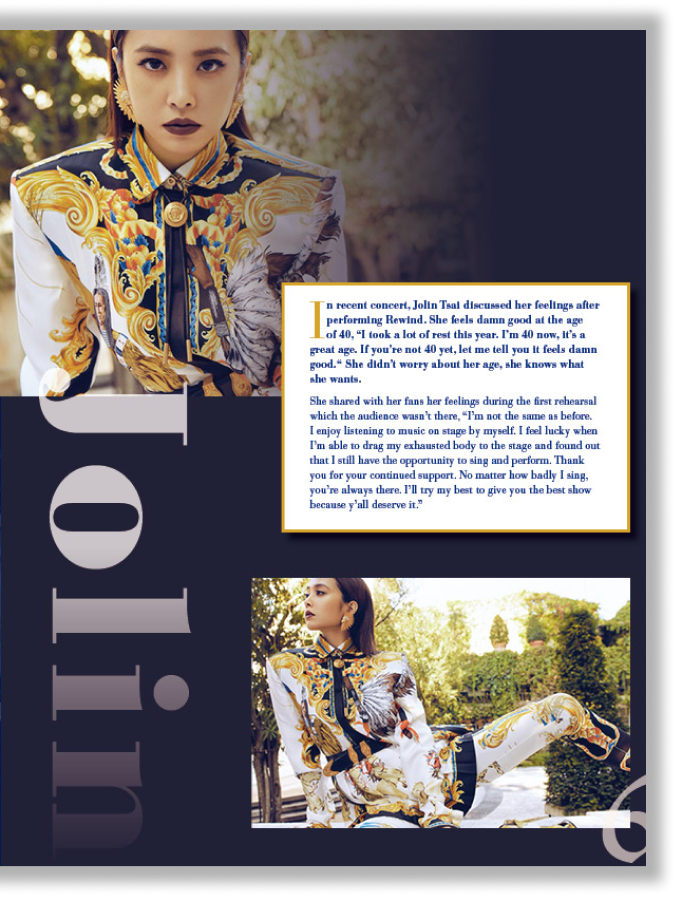 In recent concert, Jolin Tsai discussed her feelings after
performing Rewind. She feels damn good at the age
of 40, “I took a lot of rest this year. I’m 40 now, it’s a
great age. If you’re not 40 yet, let me tell you it feels damn
good.“ She didn’t worry about her age, she knows what
she wants.
She shared with her fans her feelings during the first rehearsal
which the audience wasn’t there, “I’m not the same as before.
I enjoy listening to music on stage by myself. I feel lucky when
I’m able to drag my exhausted body to the stage and found out
that I still have the opportunity to sing and perform. Thank
you for your continued support. No matter how badly I sing,
you’re always there. I’ll try my best to give you the best show
because y’all deserve it.”
Jolin